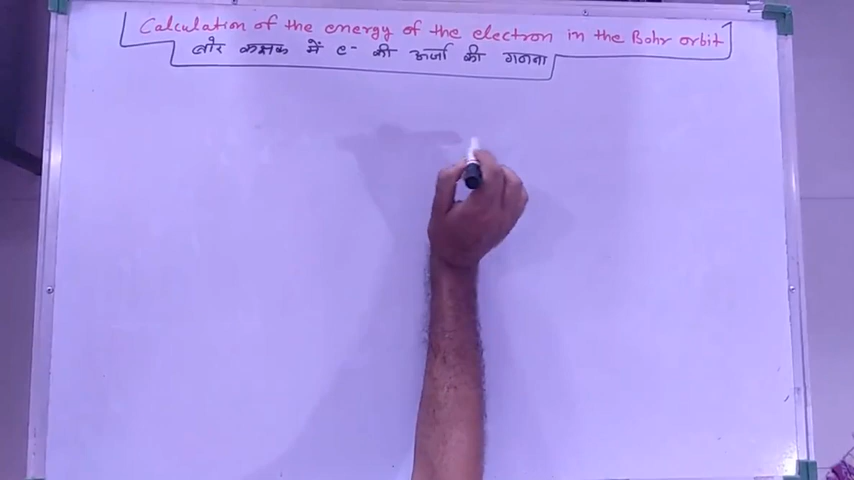 Calculation of the energy of the electron in the Bohr orbit
बोर कक्षक में e- की ऊर्जा की गणना